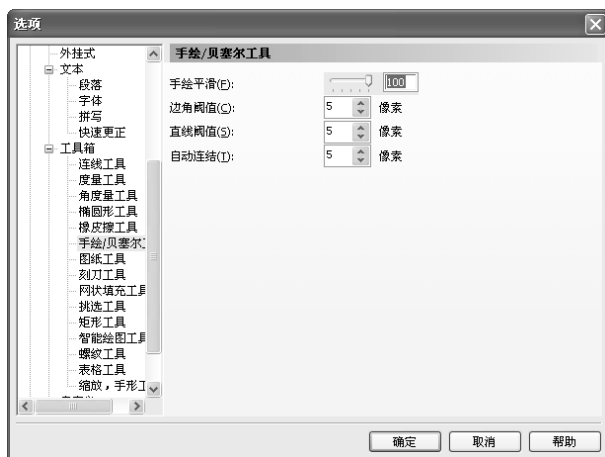 选项
外挂式
文本
段落
字体
拼写
快速更正
工具箱
连线工具
度量工具
角度量工具
椭圆形工具
橡皮擦工具
手绘/贝塞尔工
图纸工具
刻刀工具
网状填充工具
挑选工具
矩形工具
智能绘图工具
螺纹工具
表格工具
缩放，手形工
手绘/贝塞尔工具
手绘平滑(F): 100
边角阈值(C): 5 像素
直线阈值(S): 5 像素
自动连结(T): 5 像素
确定 取消 帮助